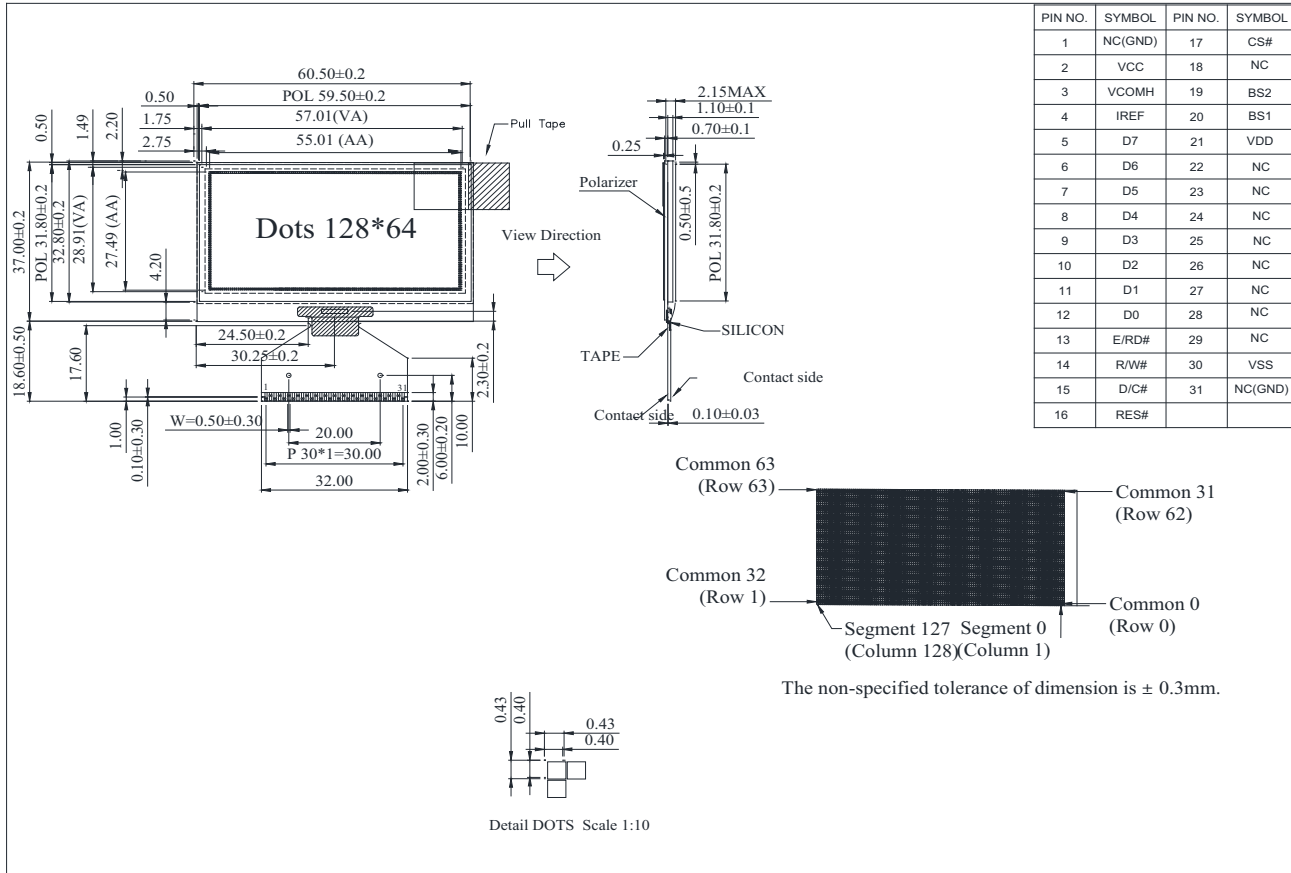 PIN NO. SYMBOL PIN NO. SYMBOL
1 NC(GND) 17 CS#
2 VCC 18 NC
3 VCOMH 19 BS2
4 IREF 20 BS1
5 D7 21 VDD
6 D6 22 NC
7 D5 23 NC
8 D4 24 NC
9 D3 25 NC
10 D2 26 NC
11 D1 27 NC
12 D0 28 NC
13 E/RD# 29 NC
14 R/W# 30 VSS
15 D/C# 31 NC(GND)
16 RES#
60.50±0.2
0.50
POL 59.50±0.2
1.75
57.01(VA)
2.75
55.01 (AA)
Pull Tape
0.50
1.49
2.20
37.00±0.2
POL 31.80±0.2
32.80±0.2
28.91(VA)
27.49 (AA)
4.20
Dots 128*64
View Direction
18.60±0.50
17.60
24.50±0.2
30.25±0.2
2.30±0.2
1
31
W=0.50±0.30
20.00
P 30*1=30.00
32.00
1.00
0.10±0.30
2.00±0.30
6.00±0.20
10.00
2.15MAX
1.10±0.1
0.70±0.1
0.25
Polarizer
0.50±0.5
POL 31.80±0.2
SILICON
TAPE
Contact side
Contact side
0.10±0.03
Common 63
(Row 63)
Common 31
(Row 62)
Common 32
(Row 1)
Common 0
(Row 0)
Segment 127 Segment 0
(Column 128)(Column 1)
The non-specified tolerance of dimension is ± 0.3mm.
0.43
0.40
0.43
0.40
Detail DOTS Scale 1:10